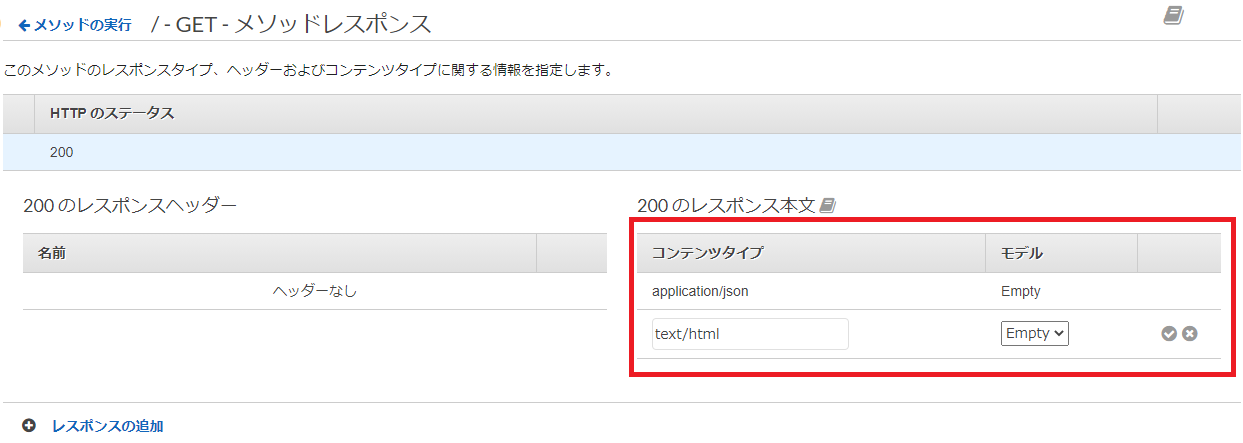 メソッドの実行 / - GET - メソッドレスポンス
このメソッドのレスポンスタイプ、ヘッダーおよびコンテンツタイプに関する情報を指定します。
HTTP のステータス
200
200 のレスポンスヘッダー
名前
ヘッダーなし
200 のレスポンス本文
コンテンツタイプ モデル
application/json Empty
text/html Empty
レスポンスの追加